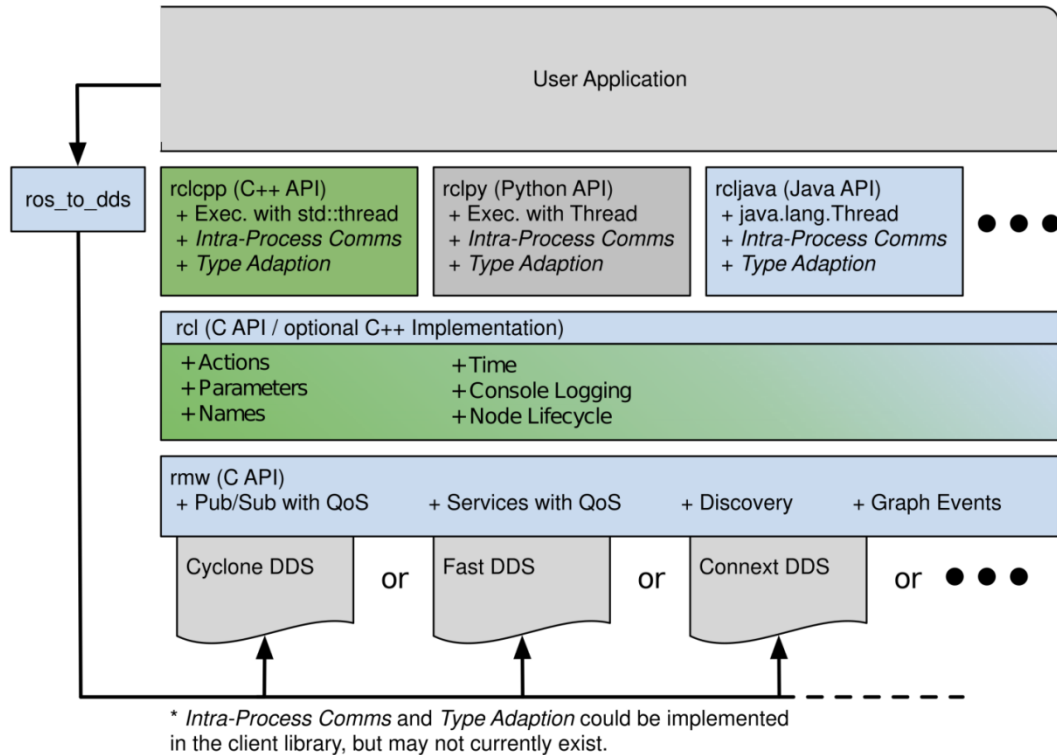 User Application
ros_to_dds
rclcpp (C++ API)
+ Exec. with std::thread
+ Intra-Process Comms
+ Type Adaption
rclpy (Python API)
+ Exec. with Thread
+ Intra-Process Comms
+ Type Adaption
rcljava (Java API)
+ java.lang.Thread
+ Intra-Process Comms
+ Type Adaption
rcl (C API / optional C++ Implementation)
+ Actions
+ Parameters
+ Names
+ Time
+ Console Logging
+ Node Lifecycle
rmw (C API)
+ Pub/Sub with QoS + Services with QoS + Discovery + Graph Events
Cyclone DDS or Fast DDS or Connext DDS or
* Intra-Process Comms and Type Adaption could be implemented
in the client library, but may not currently exist.